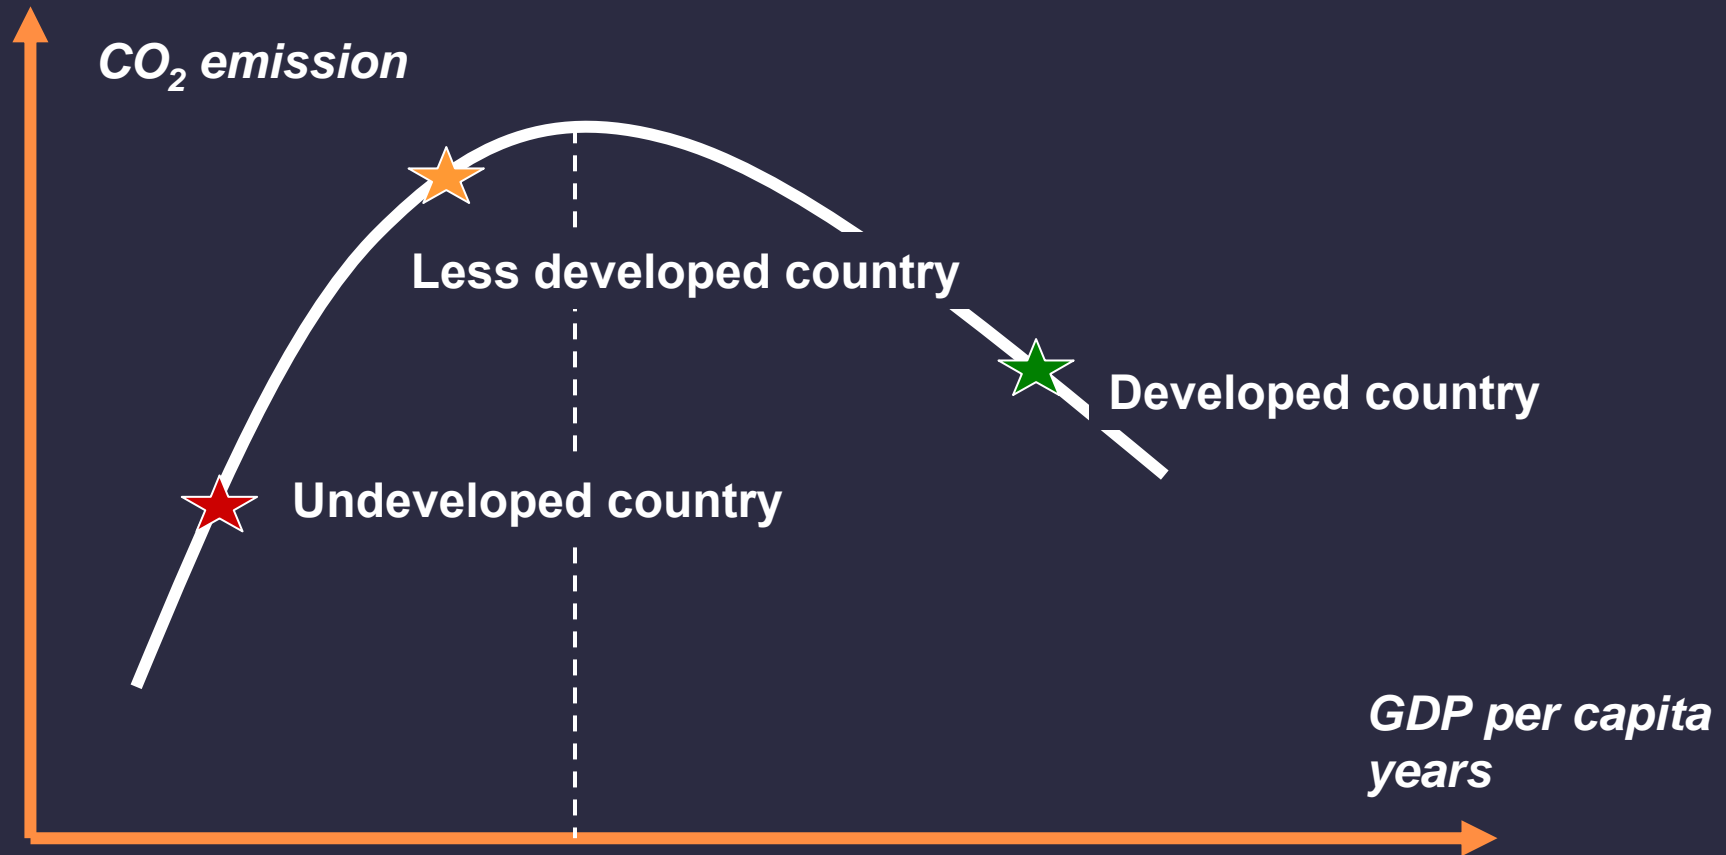 CO₂ emission
Less developed country
Developed country
Undeveloped country
GDP per capita
years